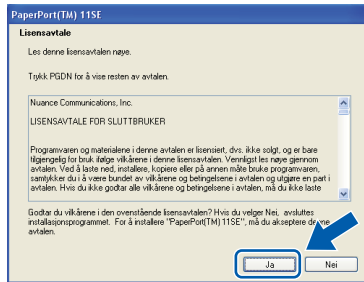 PaperPort(TM) 11SE
Lisensavtale
Les denne lisensavtalen nøye.
Trykk PGDN for å vise resten av avtalen.
Nuance Communications, Inc.
LISENSAVTALE FOR SLUTTBRUKER
Programvaren og materialene i denne avtalen er lisensiert, dvs. ikke solgt, og er bare
tilgjengelig for bruk ifølge vilkårene i denne lisensavtalen. Vennligst les nøye gjennom
avtalen. Ved å laste ned, installere, kopiere eller på annen måte bruke programvaren,
samtykker du i å være bundet av vilkårene og betingelsene i avtalen og utgjøre en part i
avtalen. Hvis du ikke godtar alle vilkårene og betingelsene i avtalen, må du ikke laste
Godtar du vilkårene i den ovenstående lisensavtalen? Hvis du velger Nei, avsluttes
installasjonsprogrammet. For å installere "PaperPort(TM) 11SE", må du akseptere denne
avtalen.
Ja
Nei